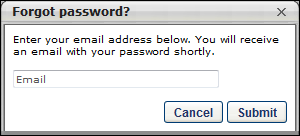 Forgot password?
Enter your email address below. You will receive
an email with your password shortly.
Email
Cancel Submit